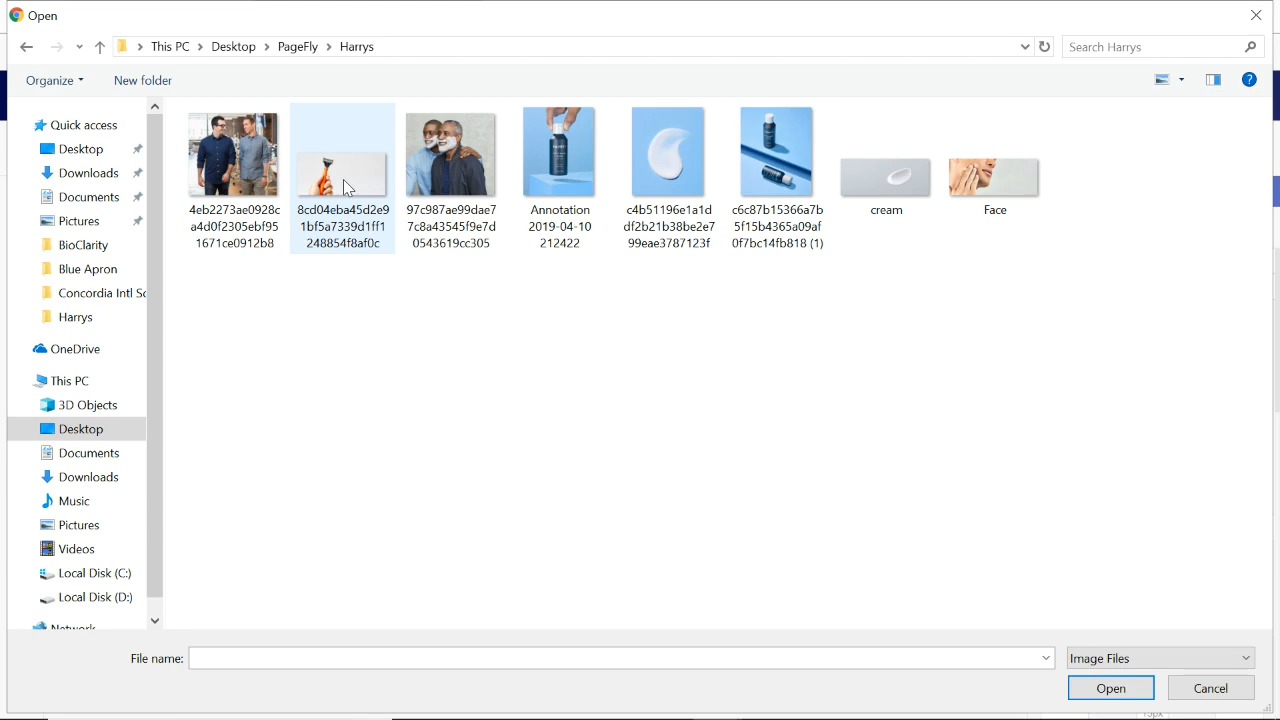 Open
This PC > Desktop > PageFly > Harrys
Search Harrys
Organize
New folder
Quick access
Desktop
Downloads
Documents
Pictures
BioClarity
Blue Apron
Concordia Intl Sc
Harrys
OneDrive
This PC
3D Objects
Desktop
Documents
Downloads
Music
Pictures
Videos
Local Disk (C:)
Local Disk (D:)
Network
4eb2273ae0928c
a4d0f2305ebf95
1671ce0912b8
8cd04eba45d2e9
1bf5a7339d1ff1
248854f8af0c
97c987ae99dae7
7c8a43545f9e7d
0543619cc305
Annotation
2019-04-10
212422
c4b51196e1a1d
df2b21b38be2e7
99eae3787123f
c6c87b15366a7b
5f15b4365a09af
0f7bc14fb818 (1)
cream
Face
File name:
Image Files
Open
Cancel
15px